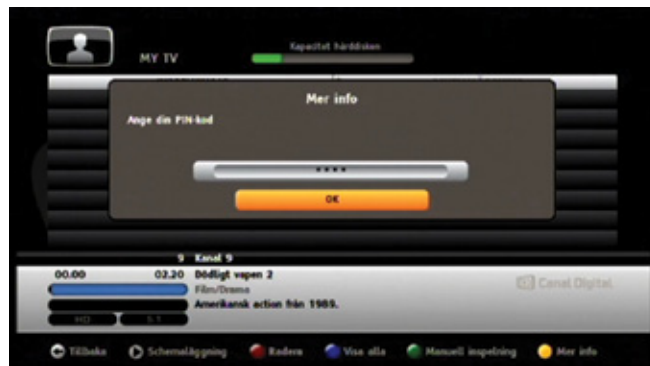 Kapacitet hårddisken
MY TV
Mer info
Ange din PIN-kod
****
OK
9 Kanal 9
00.00 02.20 Dödligt vapen 2
Film/Drama
Amerikansk action från 1989.
Canal Digital
HD 5.1
Tillbaka Schemaläggning Radera Visa alla Manuell inspelning Mer info